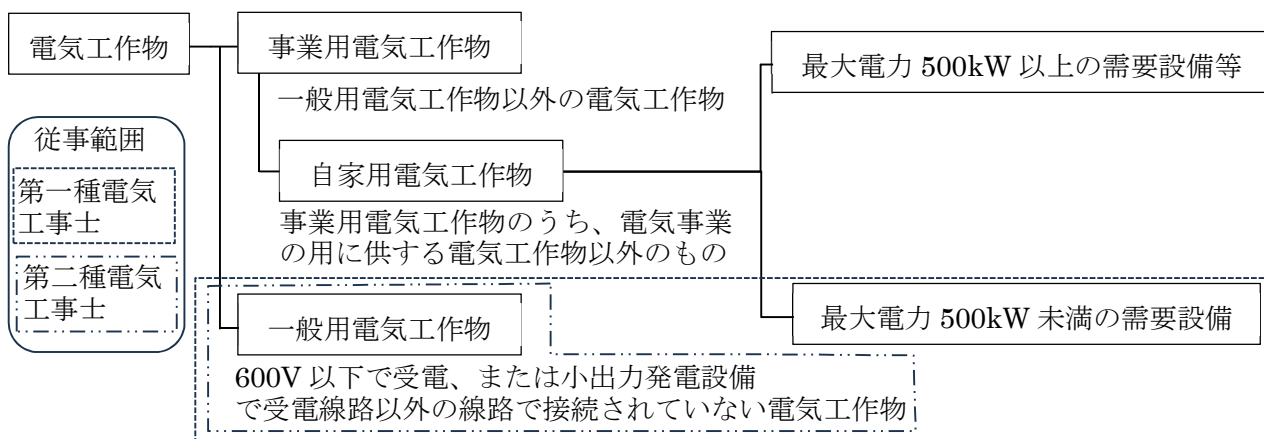 電気工作物
事業用電気工作物
一般用電気工作物以外の電気工作物
最大電力 500kW 以上の需要設備等
従事範囲
第一種電気
工事士
第二種電気
工事士
自家用電気工作物
事業用電気工作物のうち、電気事業
の用に供する電気工作物以外のもの
一般用電気工作物
600V 以下で受電、または小出力発電設備
で受電線路以外の線路で接続されていない電気工作物
最大電力 500kW 未満の需要設備